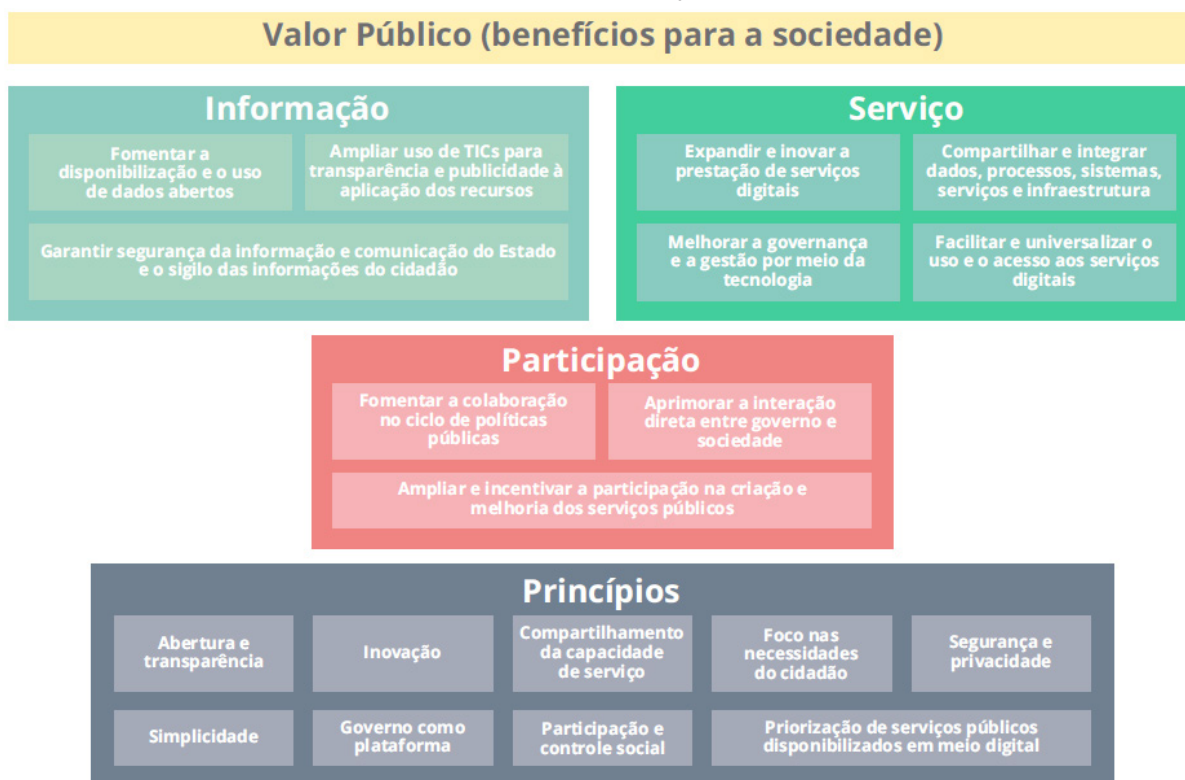 Valor Público (benefícios para a sociedade)
Informação
Fomentar a
disponibilização e o uso
de dados abertos
Ampliar uso de TICs para
transparência e publicidade à
aplicação dos recursos
Garantir segurança da informação e comunicação do Estado
e o sigilo das informações do cidadão
Serviço
Expandir e inovar a
prestação de serviços
digitais
Compartilhar e integrar
dados, processos, sistemas,
serviços e infraestrutura
Melhorar a governança
e a gestão por meio da
tecnologia
Facilitar e universalizar o
uso e o acesso aos serviços
digitais
Participação
Fomentar a colaboração
no ciclo de políticas
públicas
Aprimorar a interação
direta entre governo e
sociedade
Ampliar e incentivar a participação na criação e
melhoria dos serviços públicos
Princípios
Abertura e
transparência
Inovação
Compartilhamento
da capacidade
de serviço
Foco nas
necessidades
do cidadão
Segurança e
privacidade
Simplicidade
Governo como
plataforma
Participação e
controle social
Priorização de serviços públicos
disponibilizados em meio digital